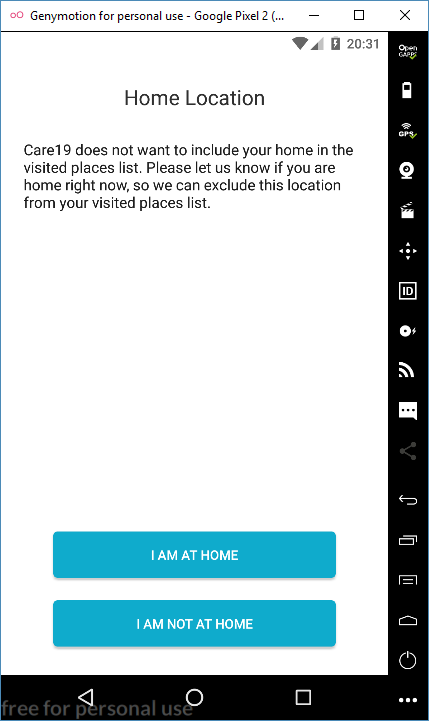 Genymotion for personal use - Google Pixel 2 (...
20:31
Open
GAPPS
GPS
ID
Home Location
Care19 does not want to include your home in the
visited places list. Please let us know if you are
home right now, so we can exclude this location
from your visited places list.
I AM AT HOME
I AM NOT AT HOME
free for personal use